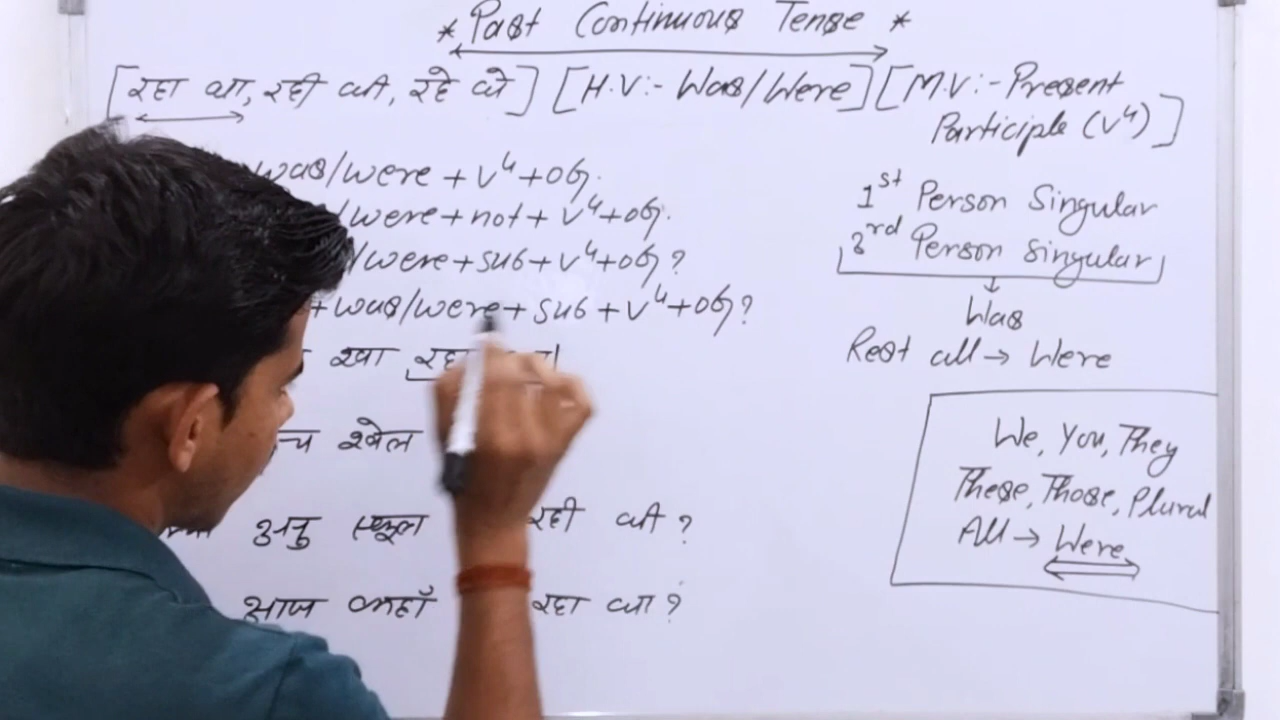 * Past Continuous Tense *
[रहा था, रही थी, रहे थे] [H.V:- Was/Were] [M.V:- Present
Participle (V⁴)]
was/were + V⁴ + obj.
/were + not + V⁴ + obj.
/were + sub + V⁴ + obj?
+ was/were + sub + V⁴ + obj?
खा
खेल
अनु स्कूल रही थी?
आज कहाँ रहा था?
1st Person Singular
3rd Person Singular
↓
Was
Rest all → Were
We, You, They
These, Those, Plural
All → Were